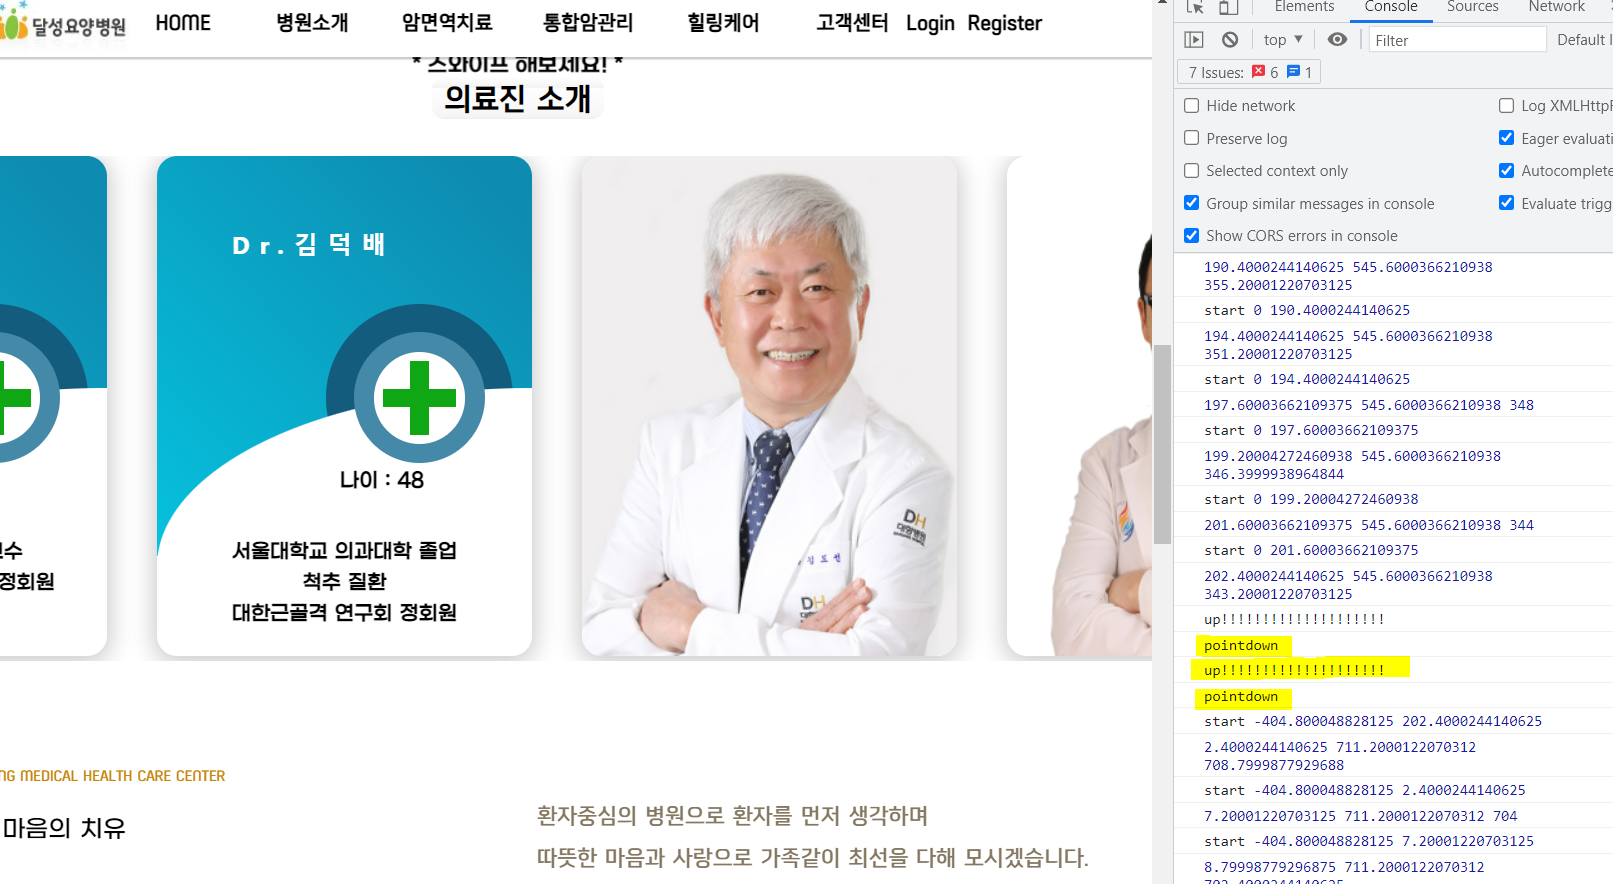 달성요양병원 HOME 병원소개 암면역치료 통합암관리 힐링케어 고객센터 Login Register
* 스와이프 해보세요! *
의료진 소개
Dr.김덕배
나이 : 48
서울대학교 의과대학 졸업
척추 질환
대한근골격 연구회 정회원
정회원
DH
대항병원
DH
MEDICAL HEALTH CARE CENTER
마음의 치유
환자중심의 병원으로 환자를 먼저 생각하며
따뜻한 마음과 사랑으로 가족같이 최선을 다해 모시겠습니다.
Elements Console Sources Network
top ▼ Filter Default l
7 Issues: 6 1
Hide network Log XMLHttpR
Preserve log Eager evaluati
Selected context only Autocomplete
Group similar messages in console Evaluate trigg
Show CORS errors in console
190.4000244140625 545.6000366210938
355.20001220703125
start 0 190.4000244140625
194.4000244140625 545.6000366210938
351.20001220703125
start 0 194.4000244140625
197.60003662109375 545.6000366210938 348
start 0 197.60003662109375
199.20004272460938 545.6000366210938
346.3999938964844
start 0 199.20004272460938
201.60003662109375 545.6000366210938 344
start 0 201.60003662109375
202.4000244140625 545.6000366210938
343.20001220703125
up!!!!!!!!!!!!!!!!!!!!
pointdown
up!!!!!!!!!!!!!!!!!!!!
pointdown
start -404.800048828125 202.4000244140625
2.4000244140625 711.2000122070312
708.7999877929688
start -404.800048828125 2.4000244140625
7.20001220703125 711.2000122070312 704
start -404.800048828125 7.20001220703125
8.79998779296875 711.2000122070312
702.4000244140625